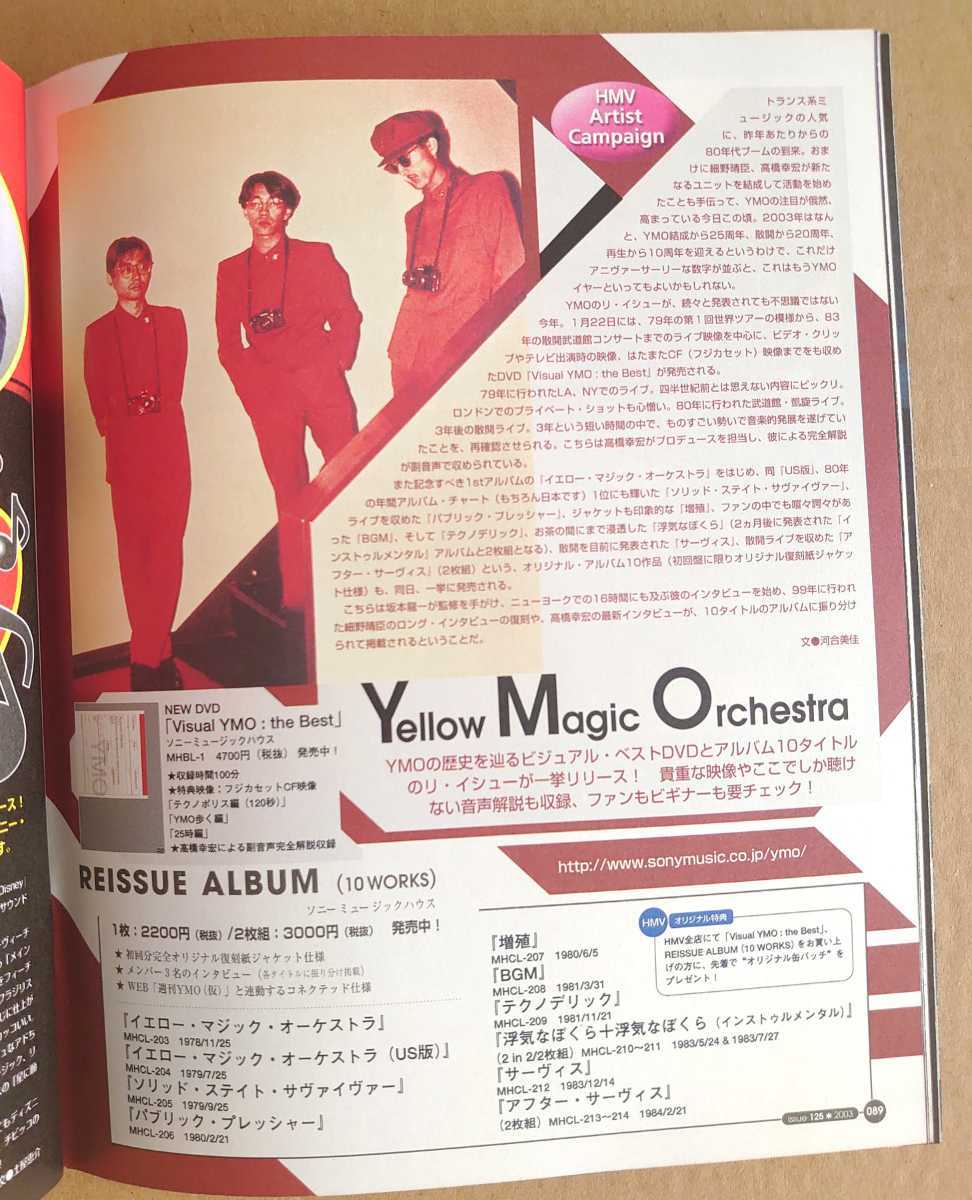 HMV
Artist
Campaign
トランス系ミ
ュージックの人気
に、昨年あたりからの
80年代ブームの到来。おま
けに細野晴臣、高橋幸宏が新た
なるユニットを結成して活動を始め
たことも手伝って、YMOの注目が俄然、
高まっている今日この頃。2003年はなん
と、YMO結成から25周年、散開から20周年、
再生から10周年を迎えるというわけで、これだけ
アニヴァーサーリーな数字が並ぶと、これはもうYMO
イヤーといってもよいかもしれない。
YMOのリ・イシューが、続々と発表されても不思議ではない
今年。1月22日には、79年の第1回世界ツアーの模様から、83
年の散開武道館コンサートまでのライブ映像を中心に、ビデオ・クリッ
プやテレビ出演時の映像、はたまたCF（フジカセット）映像までをも収め
たDVD「Visual YMO : the Best」が発売される。
79年に行われたLA、NYでのライブ。四半世紀前とは思えない内容にビックリ。
ロンドンでのプライベート・ショットも心憎い。80年に行われた武道館・凱旋ライブ。
3年後の散開ライブ。3年という短い時間の中で、ものすごい勢いで音楽的発展を遂げてい
たことを、再確認させられる。こちらは高橋幸宏がプロデュースを担当し、彼による完全解説
が副音声で収められている。
また記念すべき1stアルバムの『イエロー・マジック・オーケストラ』をはじめ、同『US版』、80年
の年間アルバム・チャート（もちろん日本です）1位にも輝いた『ソリッド・ステイト・サヴァイヴァー』、
ライブを収めた『パブリック・プレッシャー』、ジャケットも印象的な『増殖』、ファンの中でも喧々諤々があ
った『BGM』、そして『テクノデリック』、お茶の間にまで浸透した『浮気なぼくら』（2ヵ月後に発表された『イ
ンストゥルメンタル』アルバムと2枚組となる）、散開を目前に発表された『サーヴィス』、散開ライブを収めた『ア
フター・サーヴィス』（2枚組）という、オリジナル・アルバム10作品（初回盤に限りオリジナル復刻紙ジャケッ
ト仕様）も、同日、一挙に発売される。
こちらは坂本龍一が監修を手がけ、ニューヨークでの16時間にも及ぶ彼のインタビューを始め、99年に行われ
た細野晴臣のロング・インタビューの復刻や、高橋幸宏の最新インタビューが、10タイトルのアルバムに振り分け
られて掲載されるということだ。
文●河合美佳
Yellow Magic Orchestra
YMOの歴史を辿るビジュアル・ベストDVDとアルバム10タイトル
のリ・イシューが一挙リリース！ 貴重な映像やここでしか聴け
ない音声解説も収録、ファンもビギナーも要チェック！
NEW DVD
「Visual YMO : the Best」
ソニーミュージックハウス
MHBL-1 4700円（税抜）発売中！
★収録時間100分
★特典映像：フジカセットCF映像
「テクノポリス編（120秒）」
「YMO歩く編」
「25時編」
★高橋幸宏による副音声完全解説収録
http://www.sonymusic.co.jp/ymo/
REISSUE ALBUM (10 WORKS)
ソニーミュージックハウス
1枚：2200円（税抜）/2枚組：3000円（税抜） 発売中！
★ 初回分完全オリジナル復刻紙ジャケット仕様
★ メンバー3名のインタビュー（各タイトルに振り分け掲載）
★ WEB「週刊YMO（仮）」と連動するコネクテッド仕様
『イエロー・マジック・オーケストラ』
MHCL-203 1978/11/25
『イエロー・マジック・オーケストラ（US版）』
MHCL-204 1979/7/25
『ソリッド・ステイト・サヴァイヴァー』
MHCL-205 1979/9/25
『パブリック・プレッシャー』
MHCL-206 1980/2/21
『増殖』
MHCL-207 1980/6/5
『BGM』
MHCL-208 1981/3/31
『テクノデリック』
MHCL-209 1981/11/21
『浮気なぼくら＋浮気なぼくら（インストゥルメンタル）』
（2 in 2/2枚組）MHCL-210～211 1983/5/24 & 1983/7/27
『サーヴィス』
MHCL-212 1983/12/14
『アフター・サーヴィス』
（2枚組）MHCL-213～214 1984/2/21
HMV オリジナル特典
HMV全店にて「Visual YMO : the Best」、
REISSUE ALBUM (10 WORKS) をお買い上
げの方に、先着で"オリジナル缶バッチ"を
プレゼント！
issue·125＊2003 089